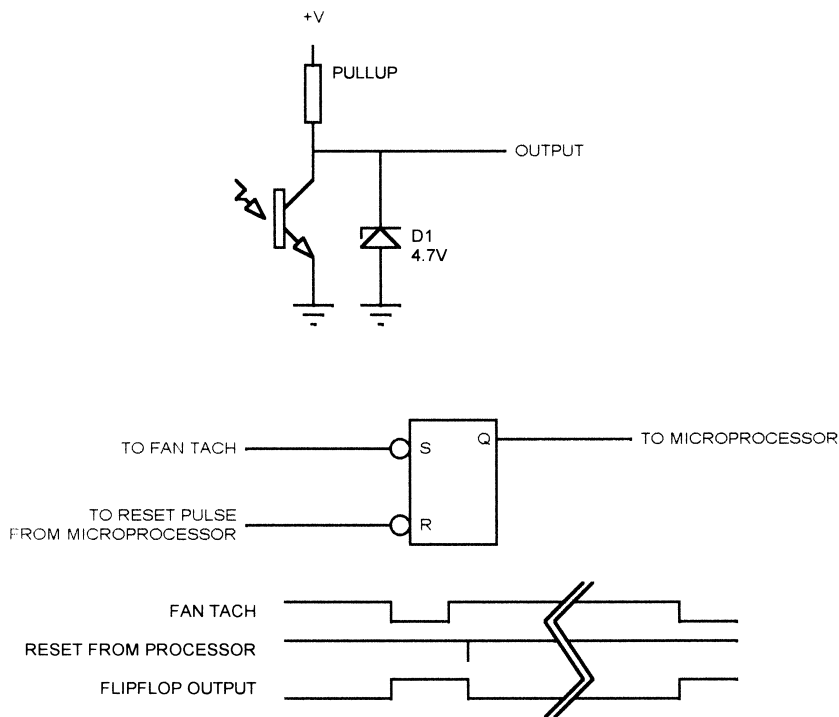 +V
PULLUP
OUTPUT
D1
4.7V
TO FAN TACH
S
Q
TO MICROPROCESSOR
TO RESET PULSE
FROM MICROPROCESSOR
R
FAN TACH
RESET FROM PROCESSOR
FLIPFLOP OUTPUT